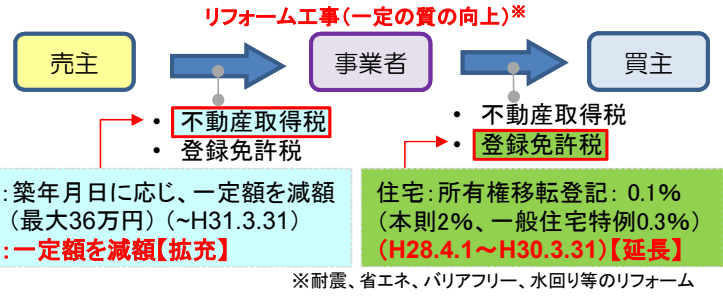 リフォーム工事(一定の質の向上)※
売主
事業者
買主
• 不動産取得税
• 登録免許税
• 不動産取得税
• 登録免許税
:築年月日に応じ、一定額を減額
(最大36万円)(~H31.3.31)
:一定額を減額【拡充】
住宅:所有権移転登記: 0.1%
(本則2%、一般住宅特例0.3%)
(H28.4.1~H30.3.31)【延長】
※耐震、省エネ、バリアフリー、水回り等のリフォーム